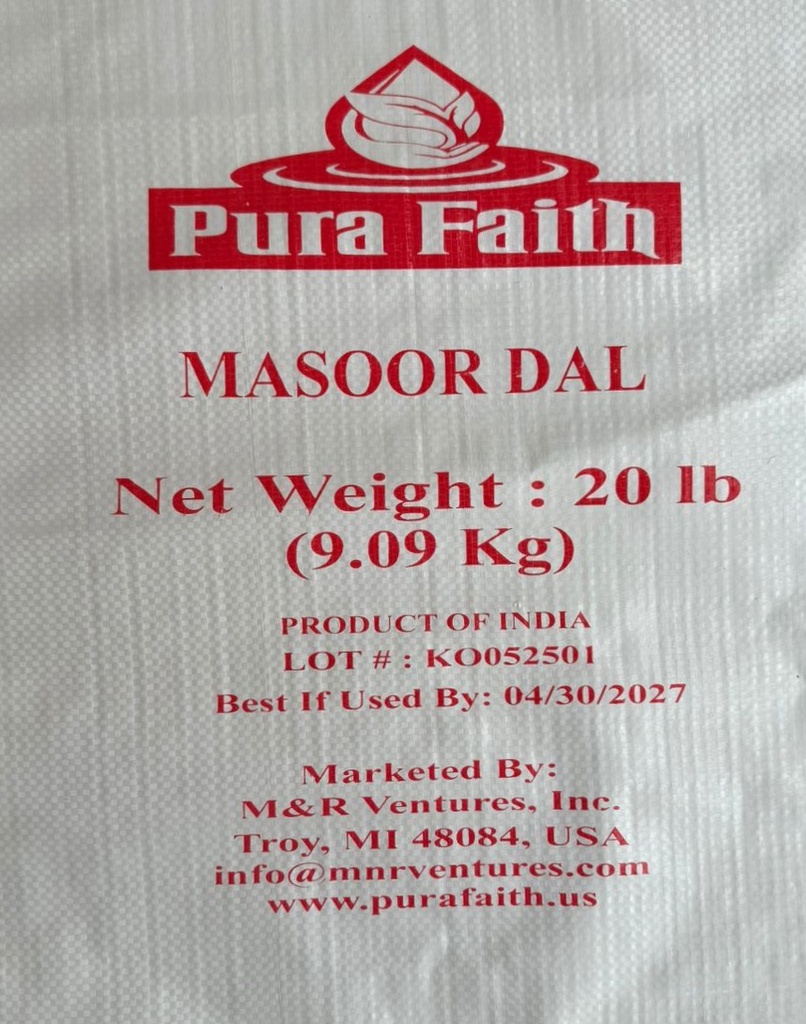 Pura Faith
MASOOR DAL
Net Weight : 20 lb
(9.09 Kg)
PRODUCT OF INDIA
LOT # : KO052501
Best If Used By: 04/30/2027
Marketed By:
M&R Ventures, Inc.
Troy, MI 48084, USA
info@mnrventures.com
www.purafaith.us